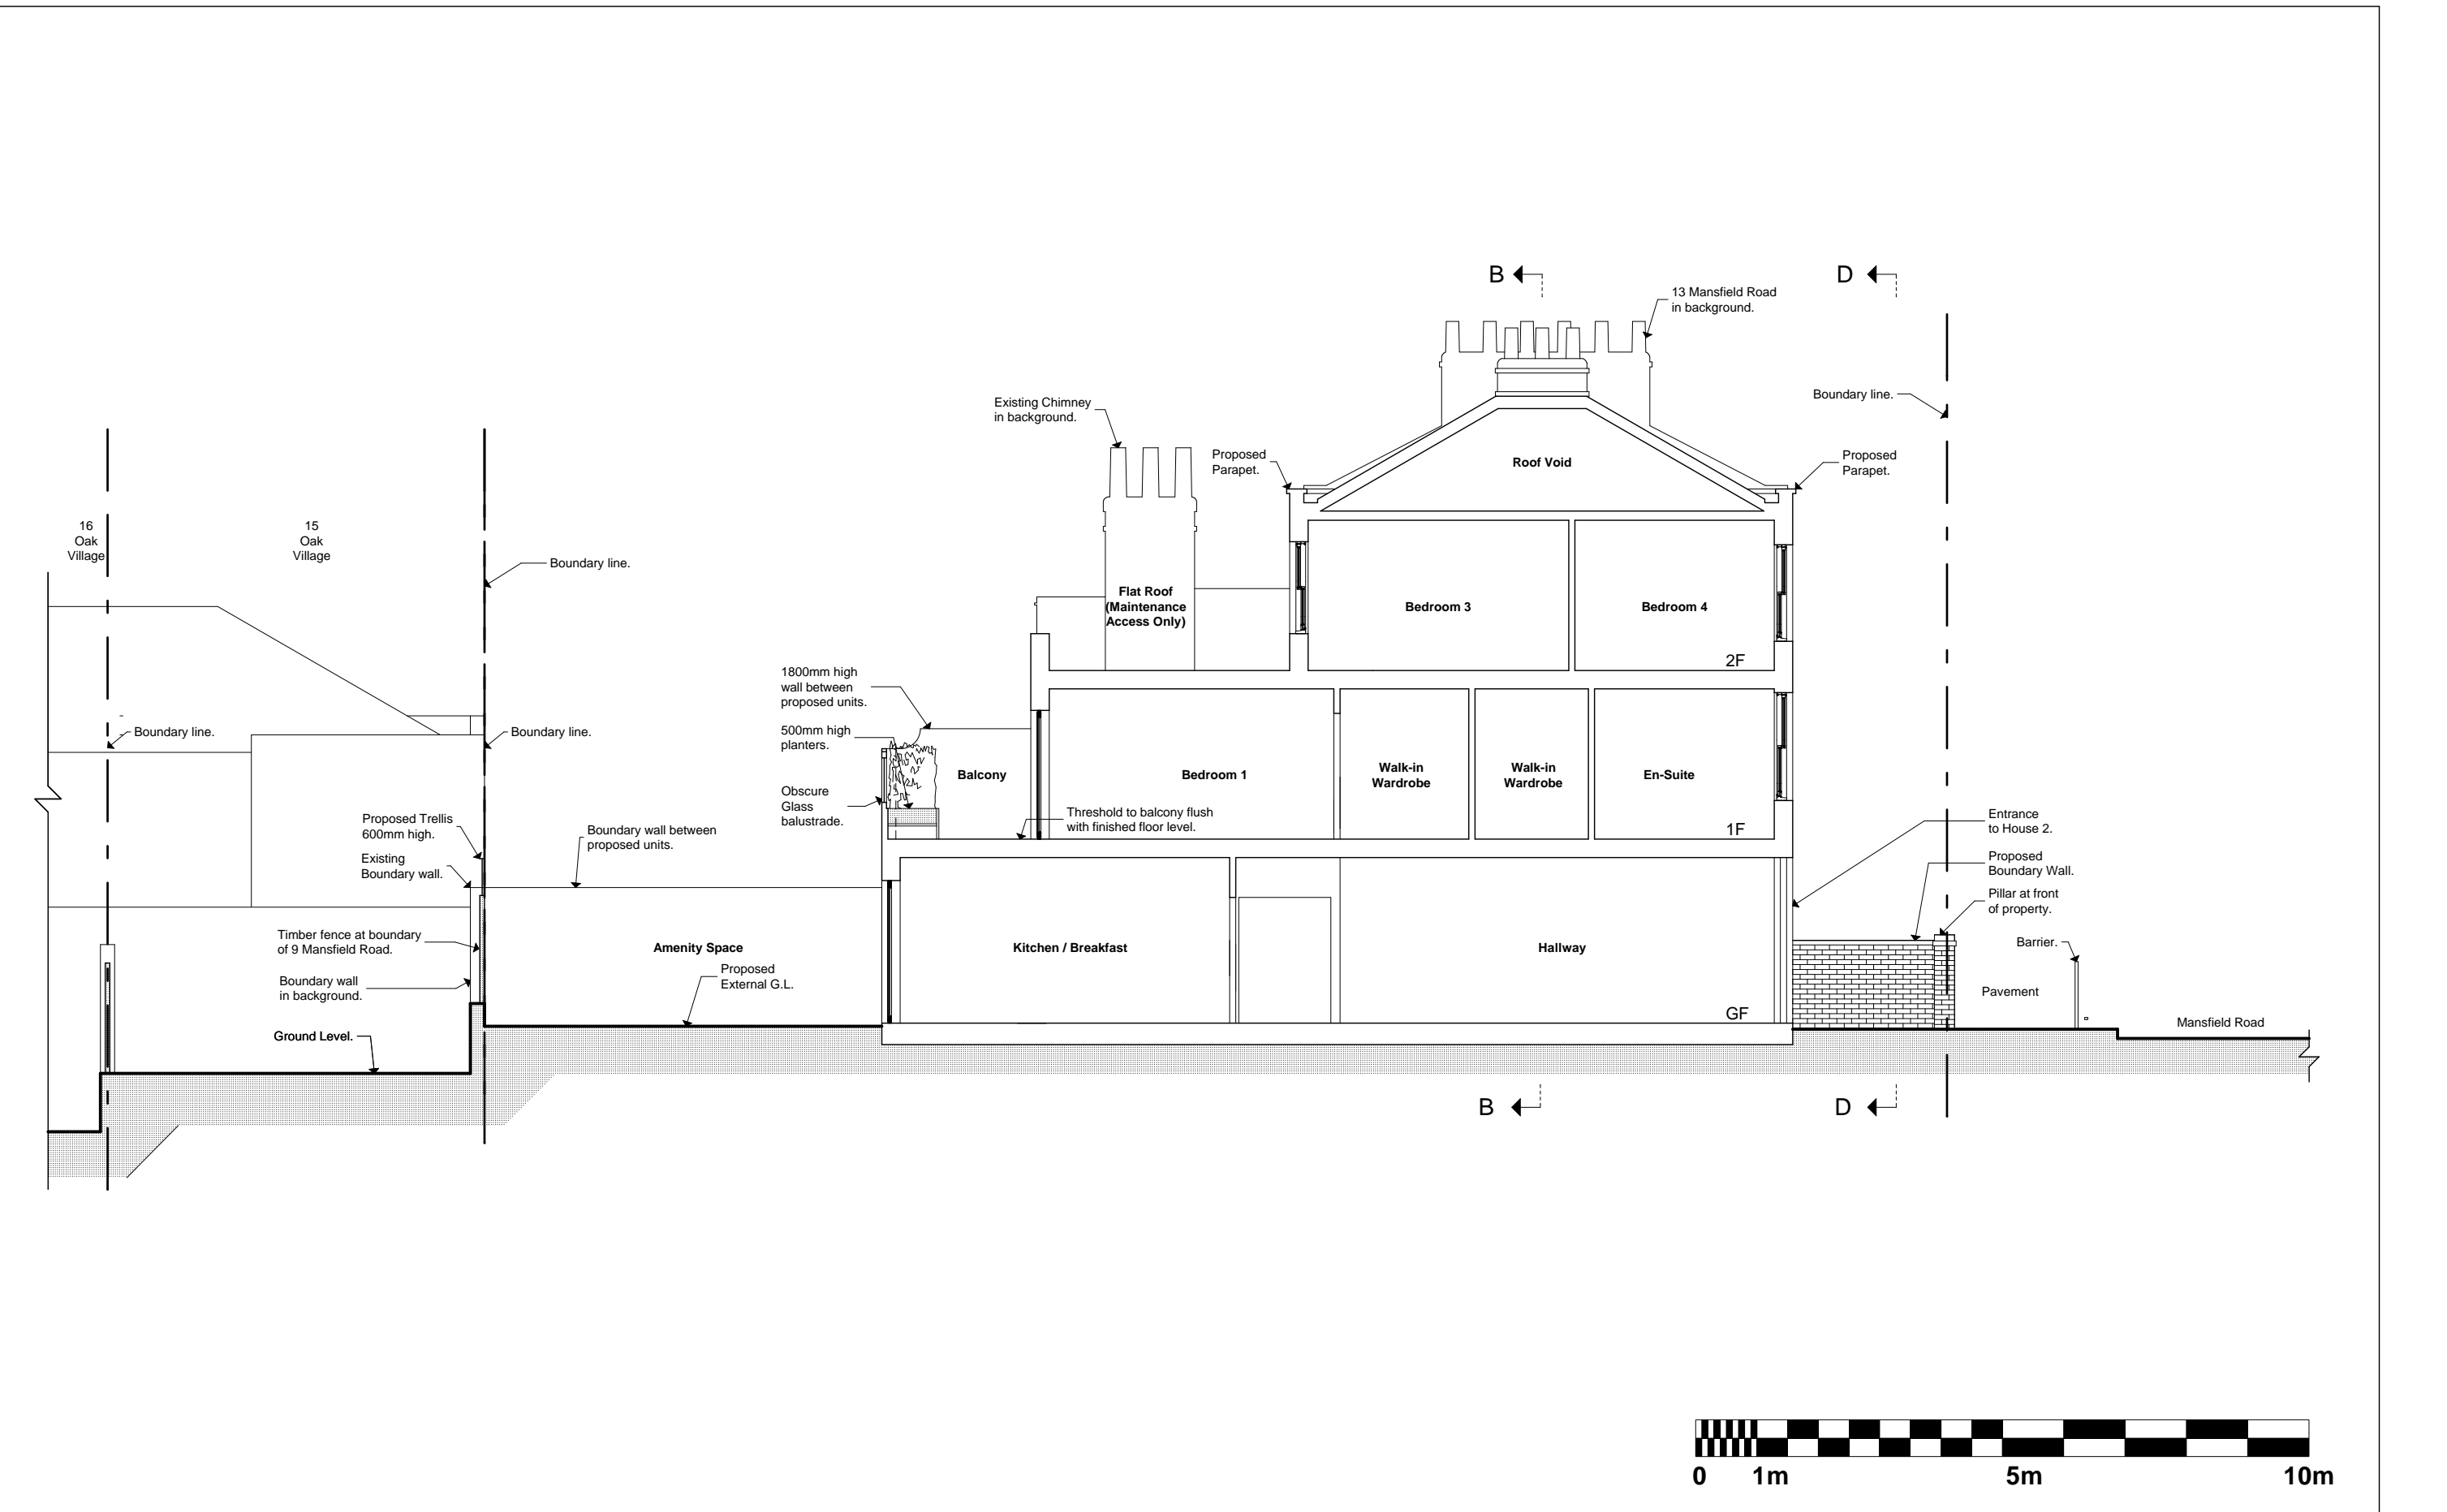 B
D
13 Mansfield Road
in background.
Boundary line.
Existing Chimney
in background.
Proposed
Parapet.
Roof Void
Proposed
Parapet.
16
Oak
Village
15
Oak
Village
Boundary line.
Flat Roof
(Maintenance
Access Only)
Bedroom 3
Bedroom 4
2F
1800mm high
wall between
proposed units.
500mm high
planters.
Boundary line.
Boundary line.
Balcony
Bedroom 1
Walk-in
Wardrobe
Walk-in
Wardrobe
En-Suite
Obscure
Glass
balustrade.
Threshold to balcony flush
with finished floor level.
1F
Entrance
to House 2.
Proposed Trellis
600mm high.
Boundary wall between
proposed units.
Existing
Boundary wall.
Proposed
Boundary Wall.
Pillar at front
of property.
Timber fence at boundary
of 9 Mansfield Road.
Amenity Space
Kitchen / Breakfast
Hallway
Barrier.
Proposed
External G.L.
Boundary wall
in background.
Pavement
GF
Mansfield Road
Ground Level.
B
D
0 1m 5m 10m